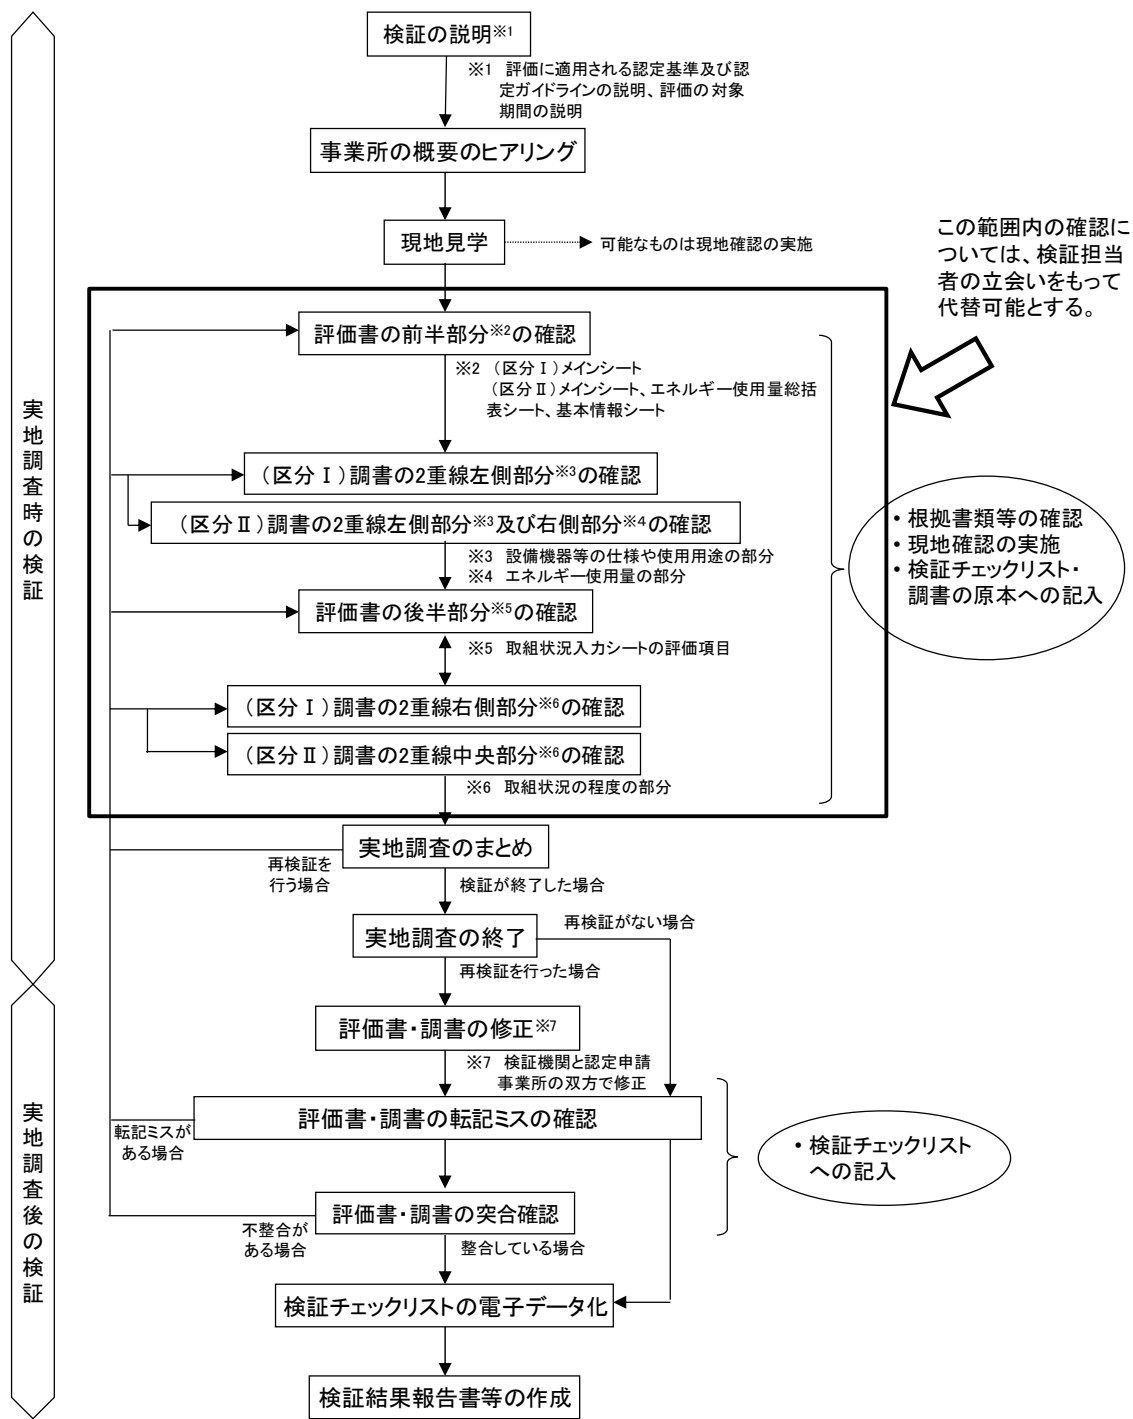 検証の説明※1
※1 評価に適用される認定基準及び認
定ガイドラインの説明、評価の対象
期間の説明
事業所の概要のヒアリング
現地見学
可能なものは現地確認の実施
この範囲内の確認に
ついては、検証担当
者の立会いをもって
代替可能とする。
評価書の前半部分※2の確認
※2 (区分Ⅰ)メインシート
(区分Ⅱ)メインシート、エネルギー使用量総括
表シート、基本情報シート
(区分Ⅰ)調書の2重線左側部分※3の確認
(区分Ⅱ)調書の2重線左側部分※3及び右側部分※4の確認
※3 設備機器等の仕様や使用用途の部分
※4 エネルギー使用量の部分
・根拠書類等の確認
・現地確認の実施
・検証チェックリスト・
調書の原本への記入
評価書の後半部分※5の確認
※5 取組状況入力シートの評価項目
(区分Ⅰ)調書の2重線右側部分※6の確認
(区分Ⅱ)調書の2重線中央部分※6の確認
※6 取組状況の程度の部分
実地調査時の検証
実地調査のまとめ
再検証を
行う場合
検証が終了した場合
再検証がない場合
実地調査の終了
再検証を行った場合
評価書・調書の修正※7
※7 検証機関と認定申請
事業所の双方で修正
評価書・調書の転記ミスの確認
転記ミスが
ある場合
・検証チェックリスト
への記入
評価書・調書の突合確認
不整合が
ある場合
整合している場合
検証チェックリストの電子データ化
検証結果報告書等の作成
実地調査後の検証